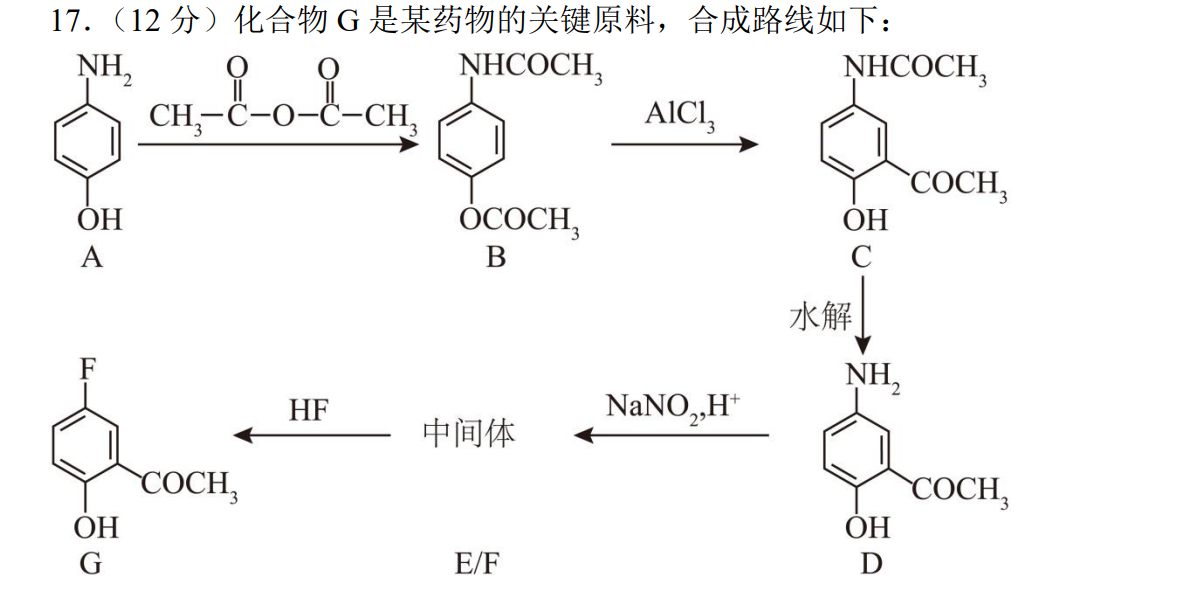 17.（12 分）化合物 G 是某药物的关键原料，合成路线如下：
NH₂
OH
A
CH₃-C-O-C-CH₃
O O
NHCOCH₃
OCOCH₃
B
AlCl₃
NHCOCH₃
COCH₃
OH
C
水解
NH₂
COCH₃
OH
D
NaNO₂,H⁺
中间体
E/F
HF
F
COCH₃
OH
G